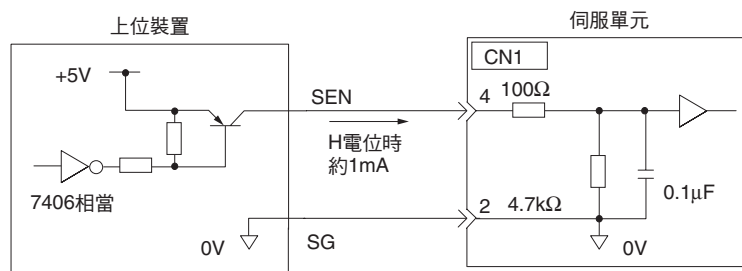 上位裝置
伺服單元
CN1
+5V
SEN
4
100Ω
H電位時
約1mA
7406相當
2
4.7kΩ
0.1μF
0V
SG
0V